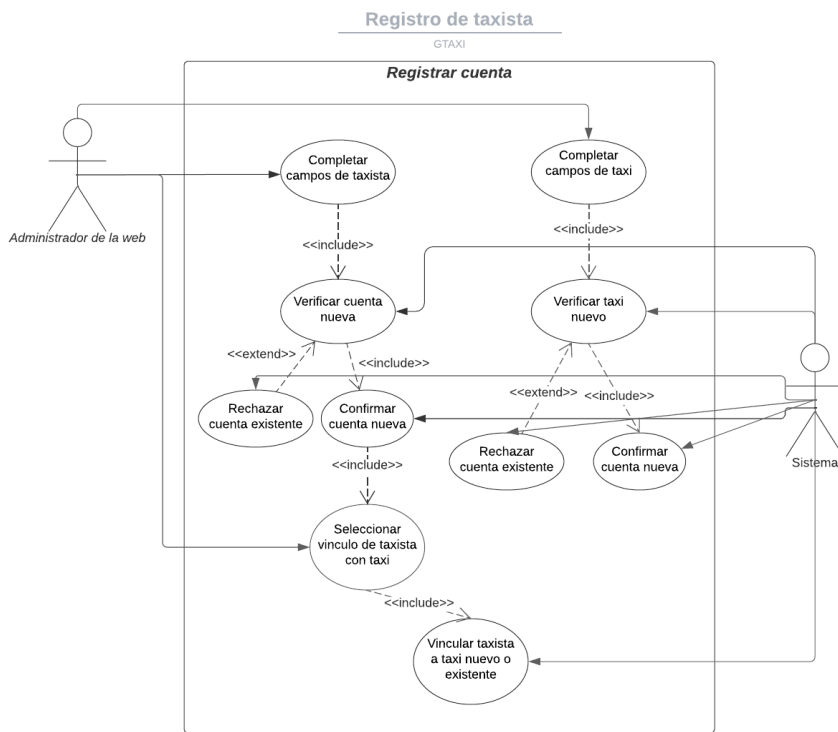 Registro de taxista
GTAXI
Registrar cuenta
Completar
campos de taxista
Completar
campos de taxi
Administrador de la web
<<include>>
<<include>>
Verificar cuenta
nueva
Verificar taxi
nuevo
<<extend>>
<<include>>
<<extend>>
<<include>>
Rechazar
cuenta existente
Confirmar
cuenta nueva
Rechazar
cuenta existente
Confirmar
cuenta nueva
Sistema
<<include>>
Seleccionar
vinculo de taxista
con taxi
<<include>>
Vincular taxista
a taxi nuevo o
existente